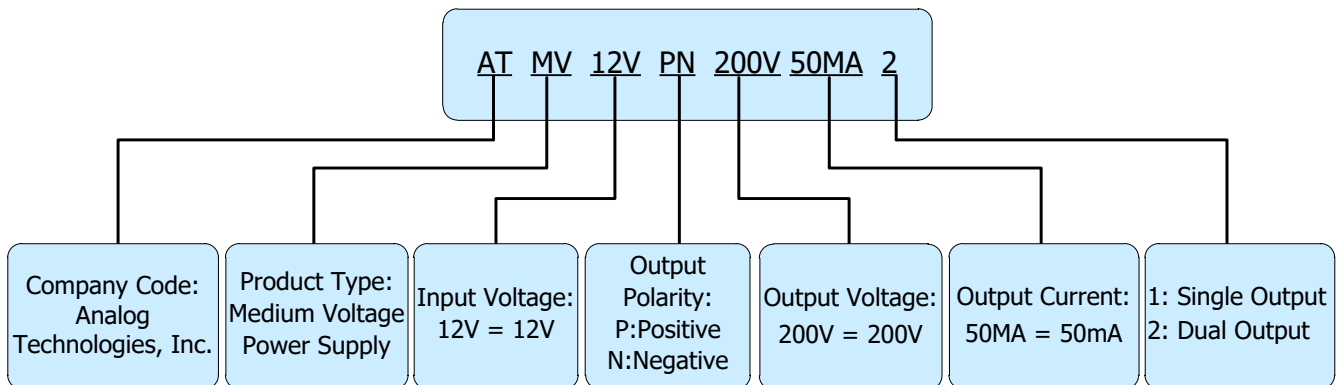 AT MV 12V PN 200V 50MA 2
Company Code:
Analog
Technologies, Inc.
Product Type:
Medium Voltage
Power Supply
Input Voltage:
12V = 12V
Output
Polarity:
P:Positive
N:Negative
Output Voltage:
200V = 200V
Output Current:
50MA = 50mA
1: Single Output
2: Dual Output